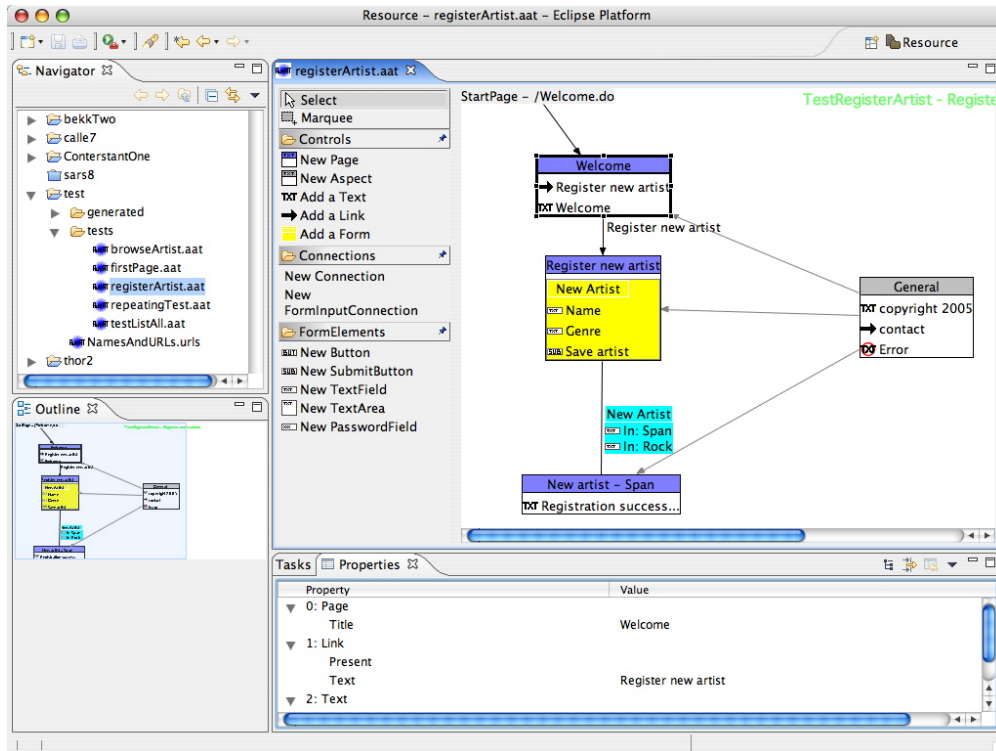 Resource – registerArtist.aat – Eclipse Platform
Resource
Navigator
bekkTwo
calle7
ConterstantOne
sars8
test
generated
tests
browseArtist.aat
firstPage.aat
registerArtist.aat
repeatingTest.aat
testListAll.aat
NamesAndURLs.urls
thor2
Outline
registerArtist.aat
Select
Marquee
Controls
New Page
New Aspect
TXT Add a Text
Add a Link
Add a Form
Connections
New Connection
New
FormInputConnection
FormElements
New Button
New SubmitButton
New TextField
New TextArea
New PasswordField
StartPage – /Welcome.do
TestRegisterArtist – Registe
Welcome
Register new artist
TXT Welcome
Register new artist
Register new artist
New Artist
Name
Genre
Save artist
General
TXT copyright 2005
contact
TXT Error
New Artist
In: Span
In: Rock
New artist – Span
TXT Registration success...
Tasks
Properties
Property Value
0: Page
Title Welcome
1: Link
Present
Text Register new artist
2: Text